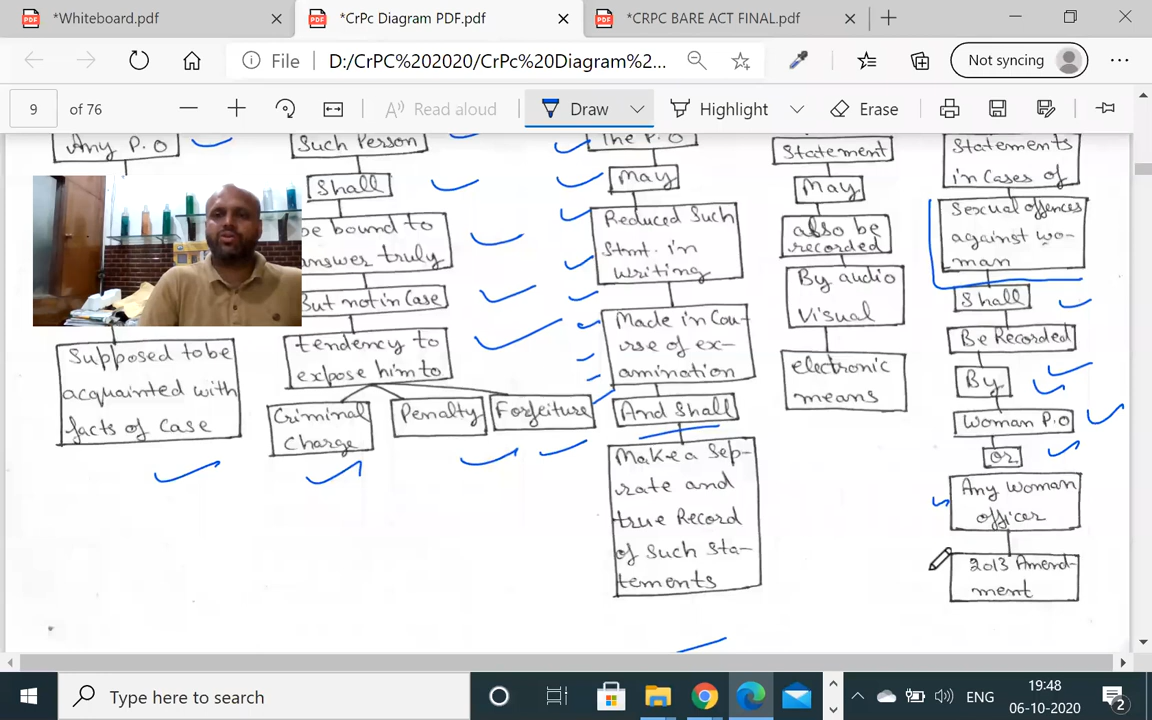 *Whiteboard.pdf
*CrPc Diagram PDF.pdf
*CRPC BARE ACT FINAL.pdf
File
D:/CrPC%202020/CrPc%20Diagram%2...
Not syncing
9
of 76
Read aloud
Draw
Highlight
Erase
Any P.O
Supposed to be
acquainted with
facts of case
Such Person
Shall
be bound to
answer truly
But not in Case
tendency to
expose him to
Criminal
Charge
Penalty
Forfeiture
The P.O
May
Reduced Such
Stmt. in
writing
Made in Cou-
rse of ex-
amination
And Shall
Make a Sep-
rate and
true Record
of Such Sta-
tements
Statement
May
also be
recorded
By audio
Visual
electronic
means
Statements
in Cases of
Sexual offences
against wo-
man
Shall
Be Recorded
By
Woman P.O
or
Any Woman
officer
2013 Amend-
ment
Type here to search
ENG
19:48
06-10-2020
2